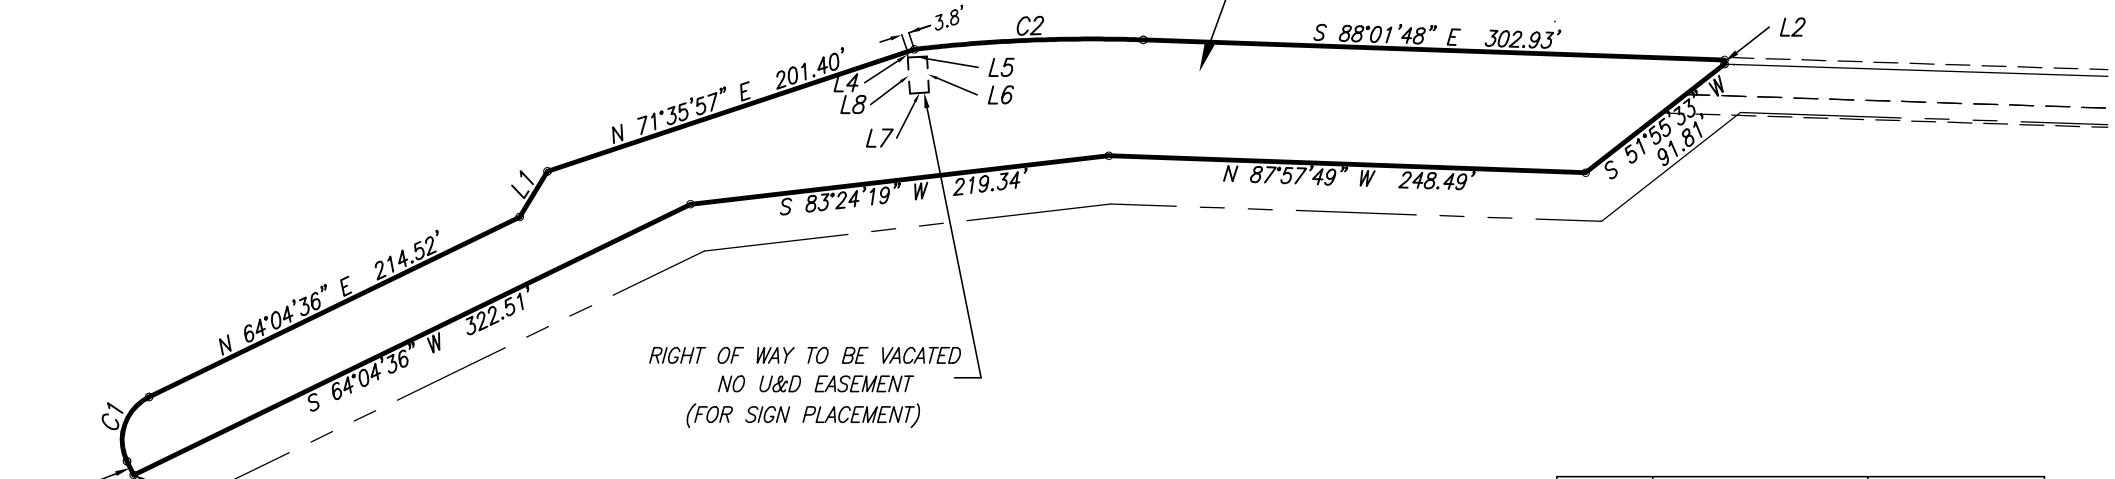 3.8'
C2
S 88°01'48" E 302.93'
L2
N 71°35'57" E 201.40'
L4
L5
L8
L6
L7
S 51°55'33" W
91.81'
L1
S 83°24'19" W 219.34'
N 87°57'49" W 248.49'
N 64°04'36" E 214.52'
S 64°04'36" W 322.51'
C1
RIGHT OF WAY TO BE VACATED
NO U&D EASEMENT
(FOR SIGN PLACEMENT)